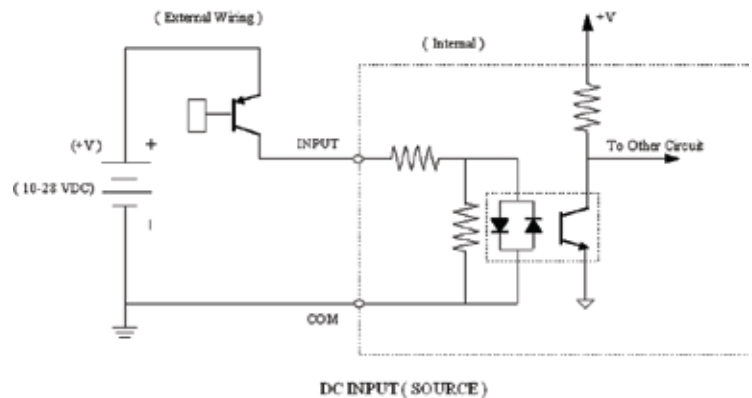 ( External Wiring )
+V
( Internal )
INPUT
To Other Circuit
(+V)
+
( 10-28 VDC)
COM
DC INPUT ( SOURCE )